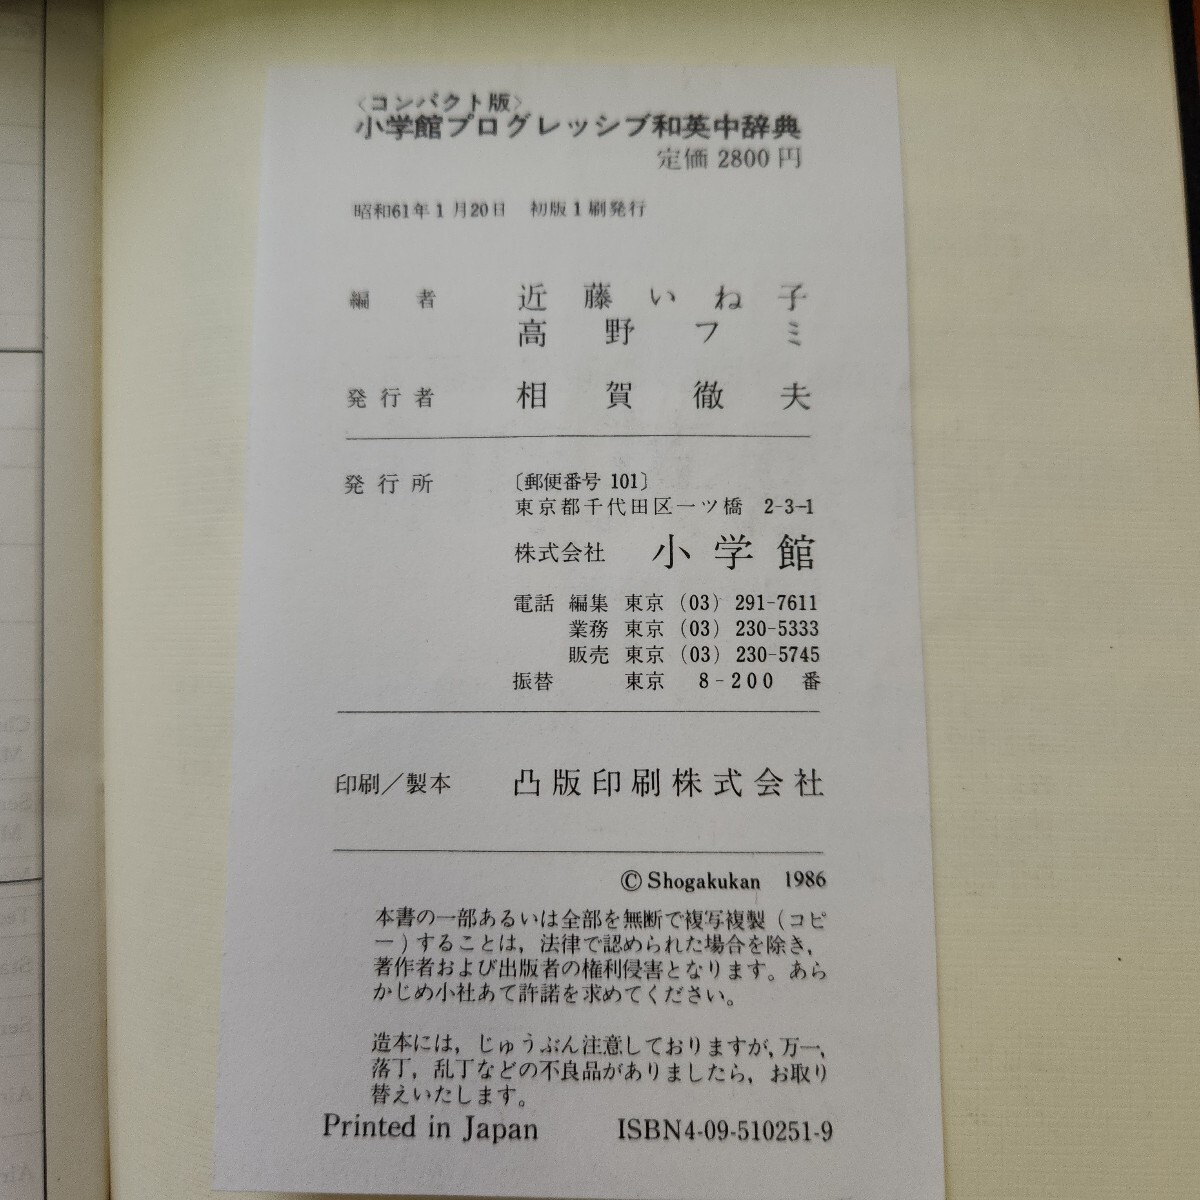 〈コンパクト版〉
小学館プログレッシブ和英中辞典
定価 2800 円
昭和61年1月20日 初版1刷発行
編者 近藤いね子
高野フミ
発行者 相賀徹夫
発行所 〔郵便番号 101〕
東京都千代田区一ツ橋 2-3-1
株式会社 小学館
電話 編集 東京 (03) 291-7611
業務 東京 (03) 230-5333
販売 東京 (03) 230-5745
振替 東京 8-200 番
印刷/製本 凸版印刷株式会社
© Shogakukan 1986
本書の一部あるいは全部を無断で複写複製(コピ
ー)することは,法律で認められた場合を除き,
著作者および出版者の権利侵害となります。あら
かじめ小社あて許諾を求めてください。
造本には,じゅうぶん注意しておりますが,万一,
落丁,乱丁などの不良品がありましたら,お取り
替えいたします。
Printed in Japan ISBN4-09-510251-9